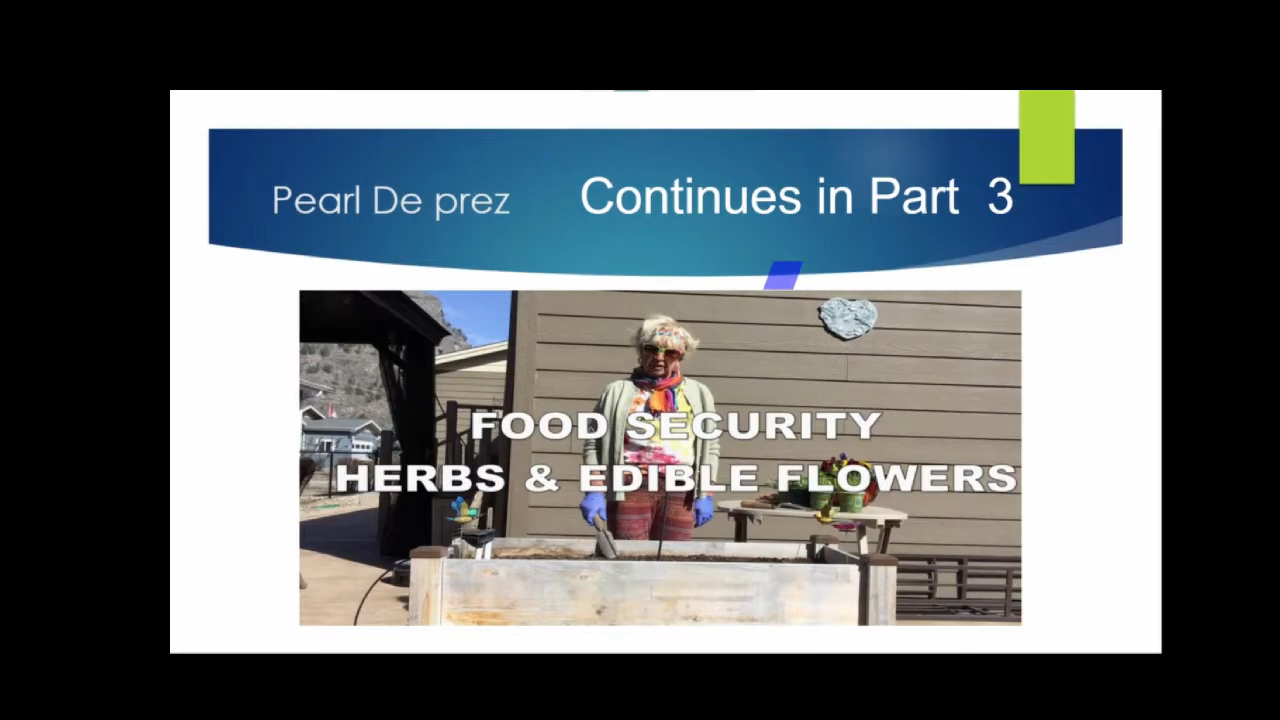 Pearl De prez Continues in Part 3
FOOD SECURITY
HERBS & EDIBLE FLOWERS